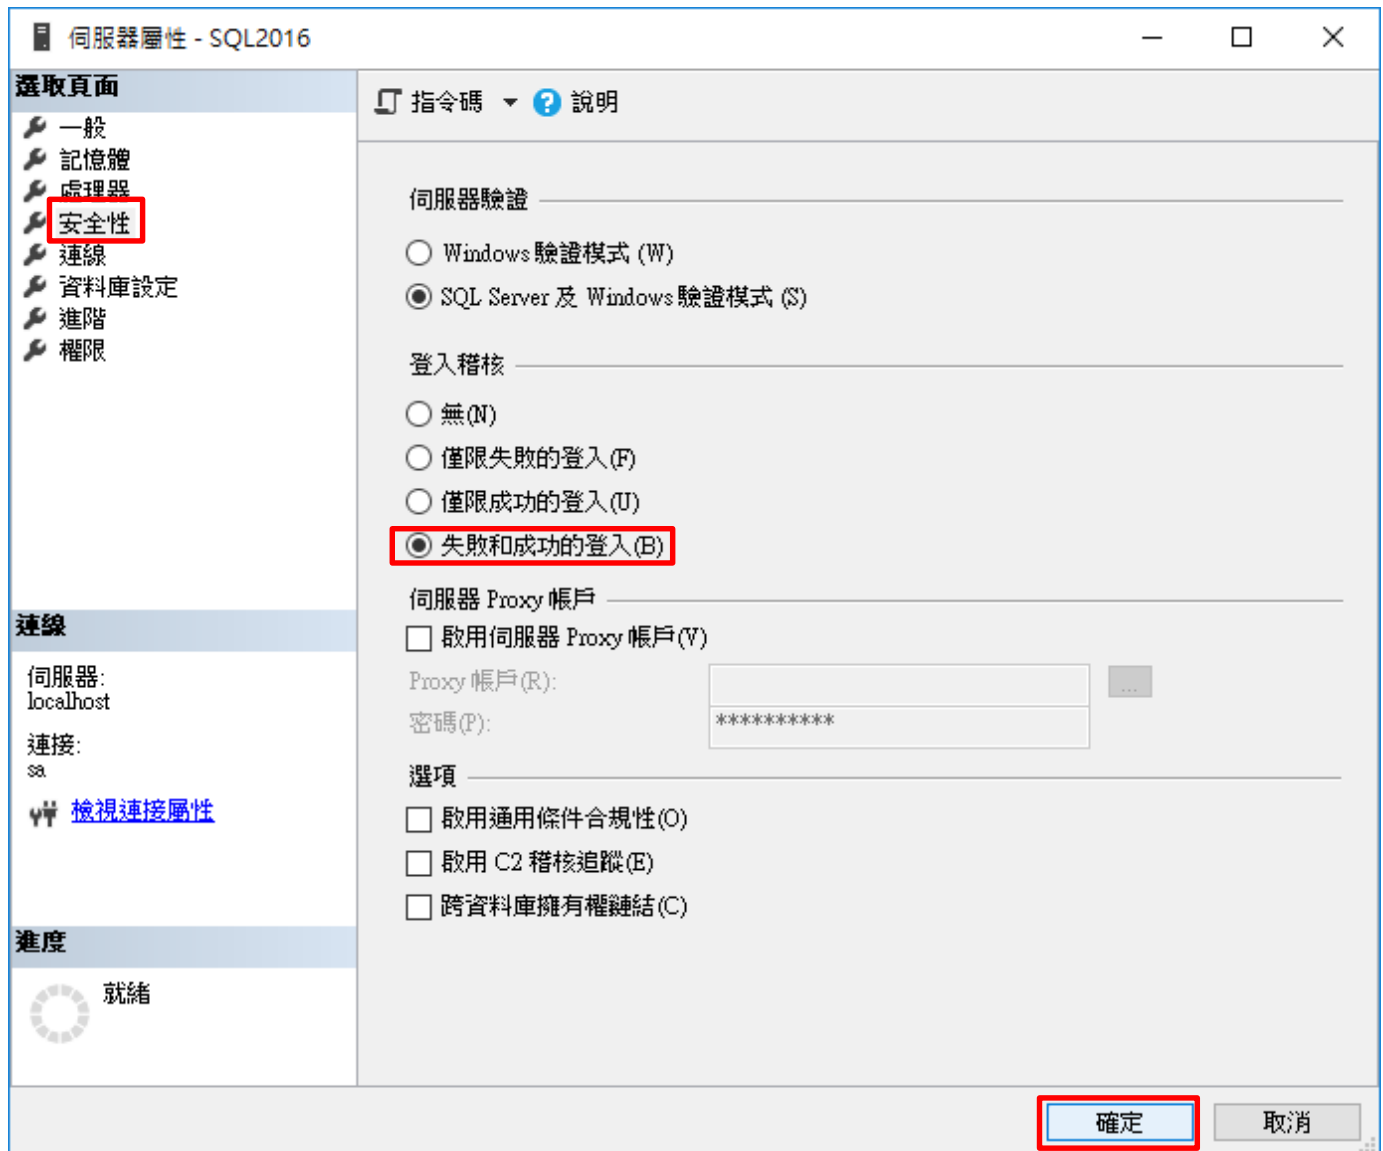 伺服器屬性 - SQL2016
選取頁面
一般
記憶體
處理器
安全性
連線
資料庫設定
進階
權限
指令碼 說明
伺服器驗證
Windows 驗證模式 (W)
SQL Server 及 Windows 驗證模式 (S)
登入稽核
無(N)
僅限失敗的登入(F)
僅限成功的登入(U)
失敗和成功的登入(B)
伺服器 Proxy 帳戶
啟用伺服器 Proxy 帳戶(V)
Proxy 帳戶(R):
...
密碼(P):
**********
選項
啟用通用條件合規性(O)
啟用 C2 稽核追蹤(E)
跨資料庫擁有權鏈結(C)
連線
伺服器:
localhost
連接:
sa
檢視連接屬性
進度
就緒
確定 取消